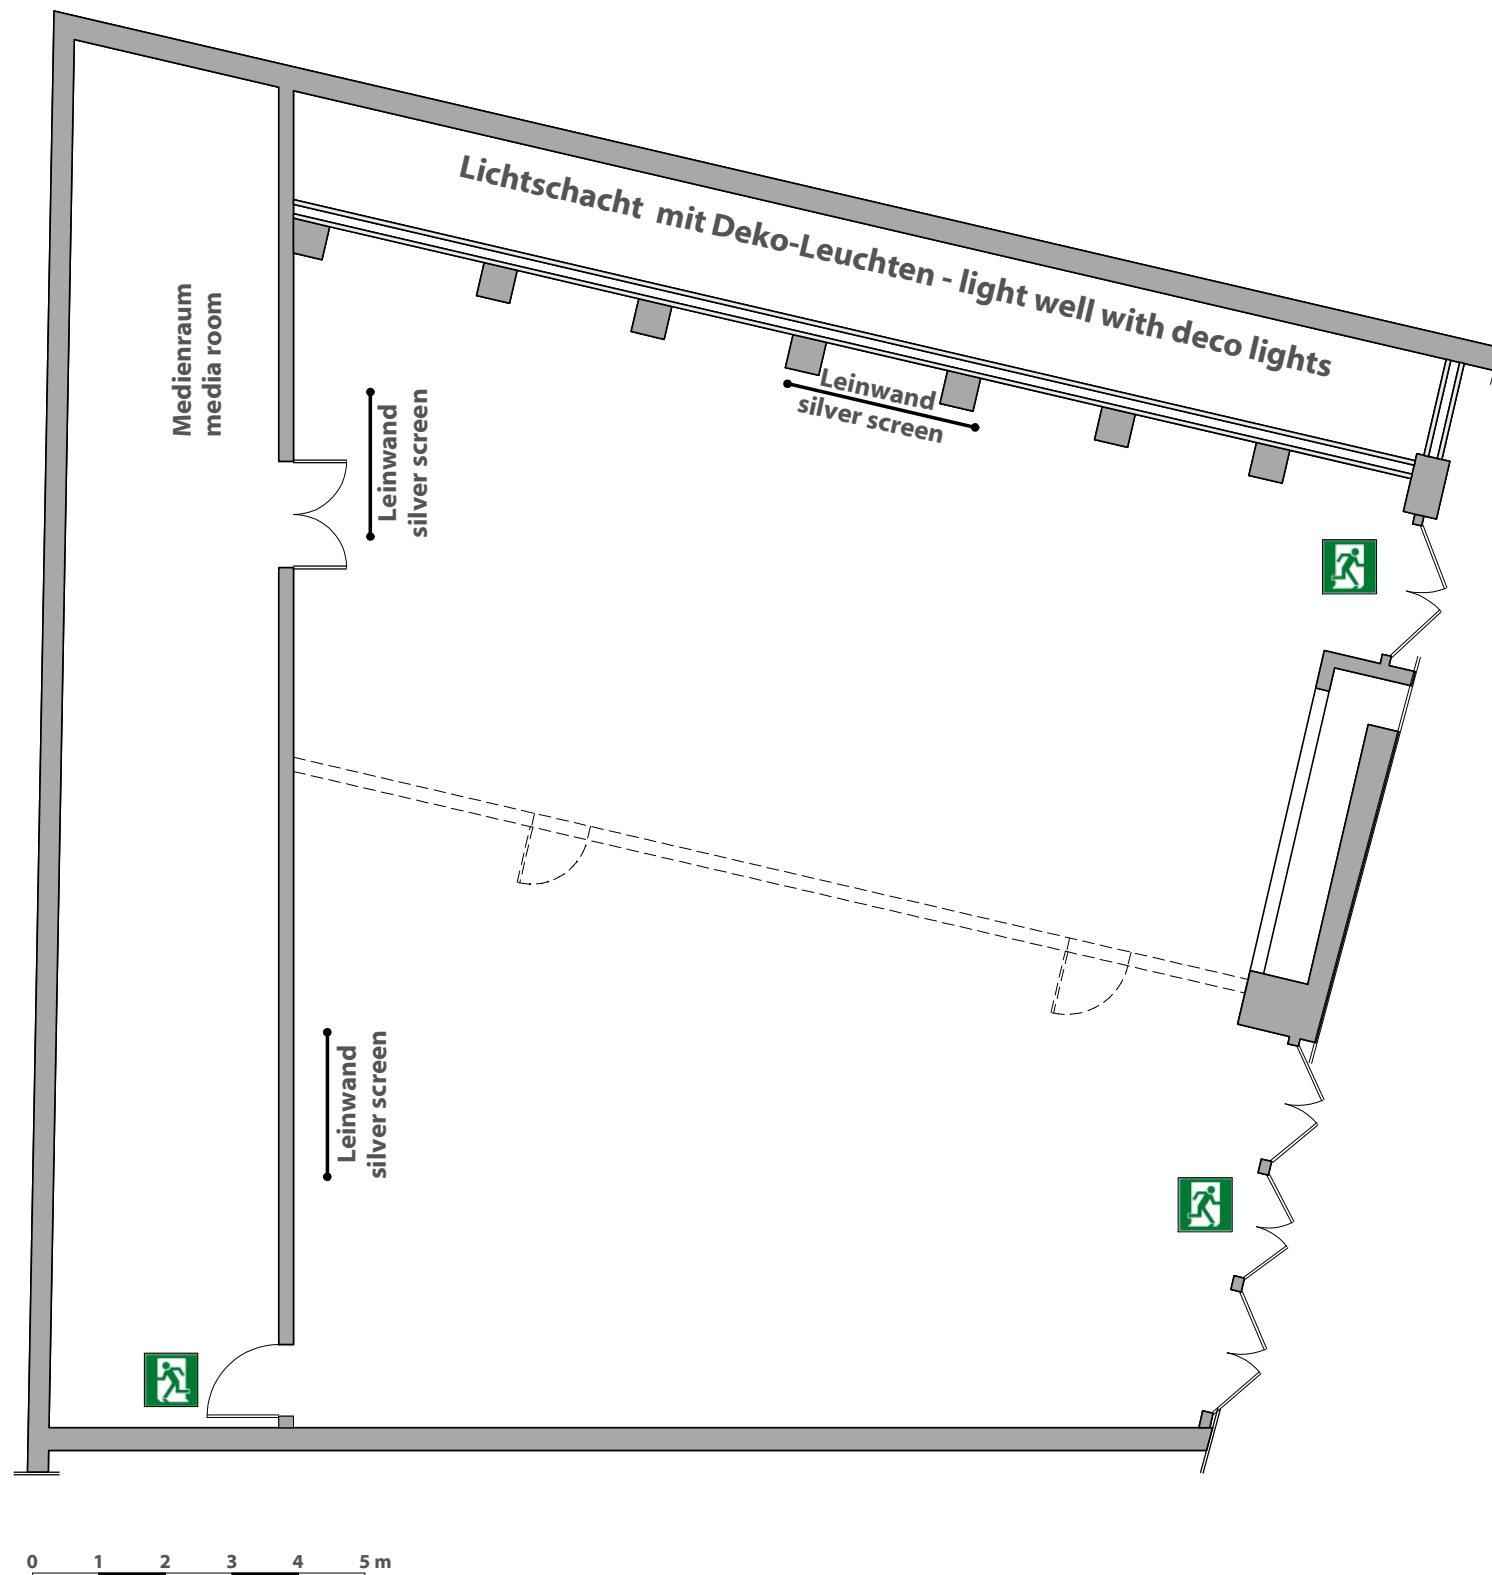 Lichtschacht mit Deko-Leuchten - light well with deco lights
Medienraum
media room
Leinwand
silver screen
Leinwand
silver screen
Leinwand
silver screen
0 1 2 3 4 5 m